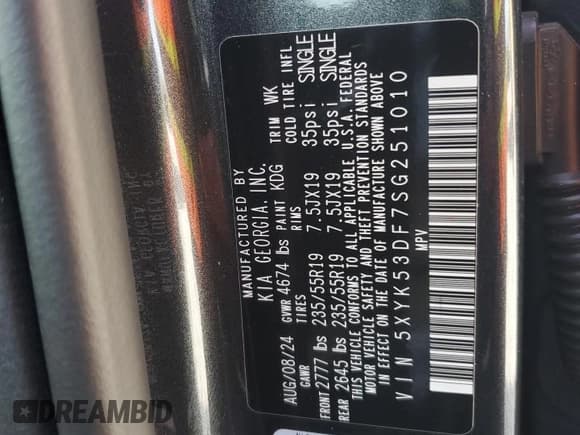 MANUFACTURED BY
KIA GEORGIA, INC.
AUG/08/24 GVWR 4674 lbs PAINT KDG TRIM WK
GAWR TIRES RIMS COLD TIRE INFL
FRONT 2777 lbs 235/55R19 7.5JX19 35psi SINGLE
REAR 2645 lbs 235/55R19 7.5JX19 35psi SINGLE
THIS VEHICLE CONFORMS TO ALL APPLICABLE U.S.A. FEDERAL
MOTOR VEHICLE SAFETY AND THEFT PREVENTION STANDARDS
IN EFFECT ON THE DATE OF MANUFACTURE SHOWN ABOVE
VIN 5XYK53DF7SG251010
MPV
DREAMBID